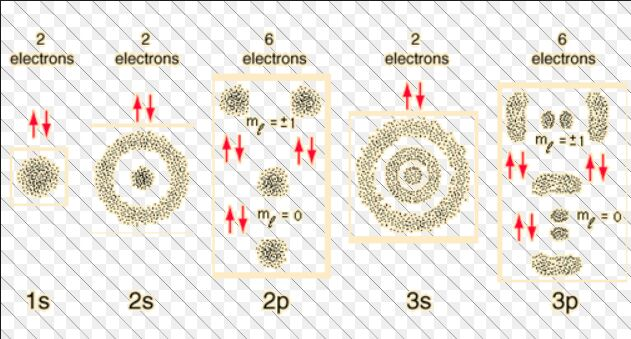 2 electrons
2 electrons
6 electrons
2 electrons
6 electrons
mℓ = ±1
mℓ = 0
mℓ = ±1
mℓ = 0
1s
2s
2p
3s
3p